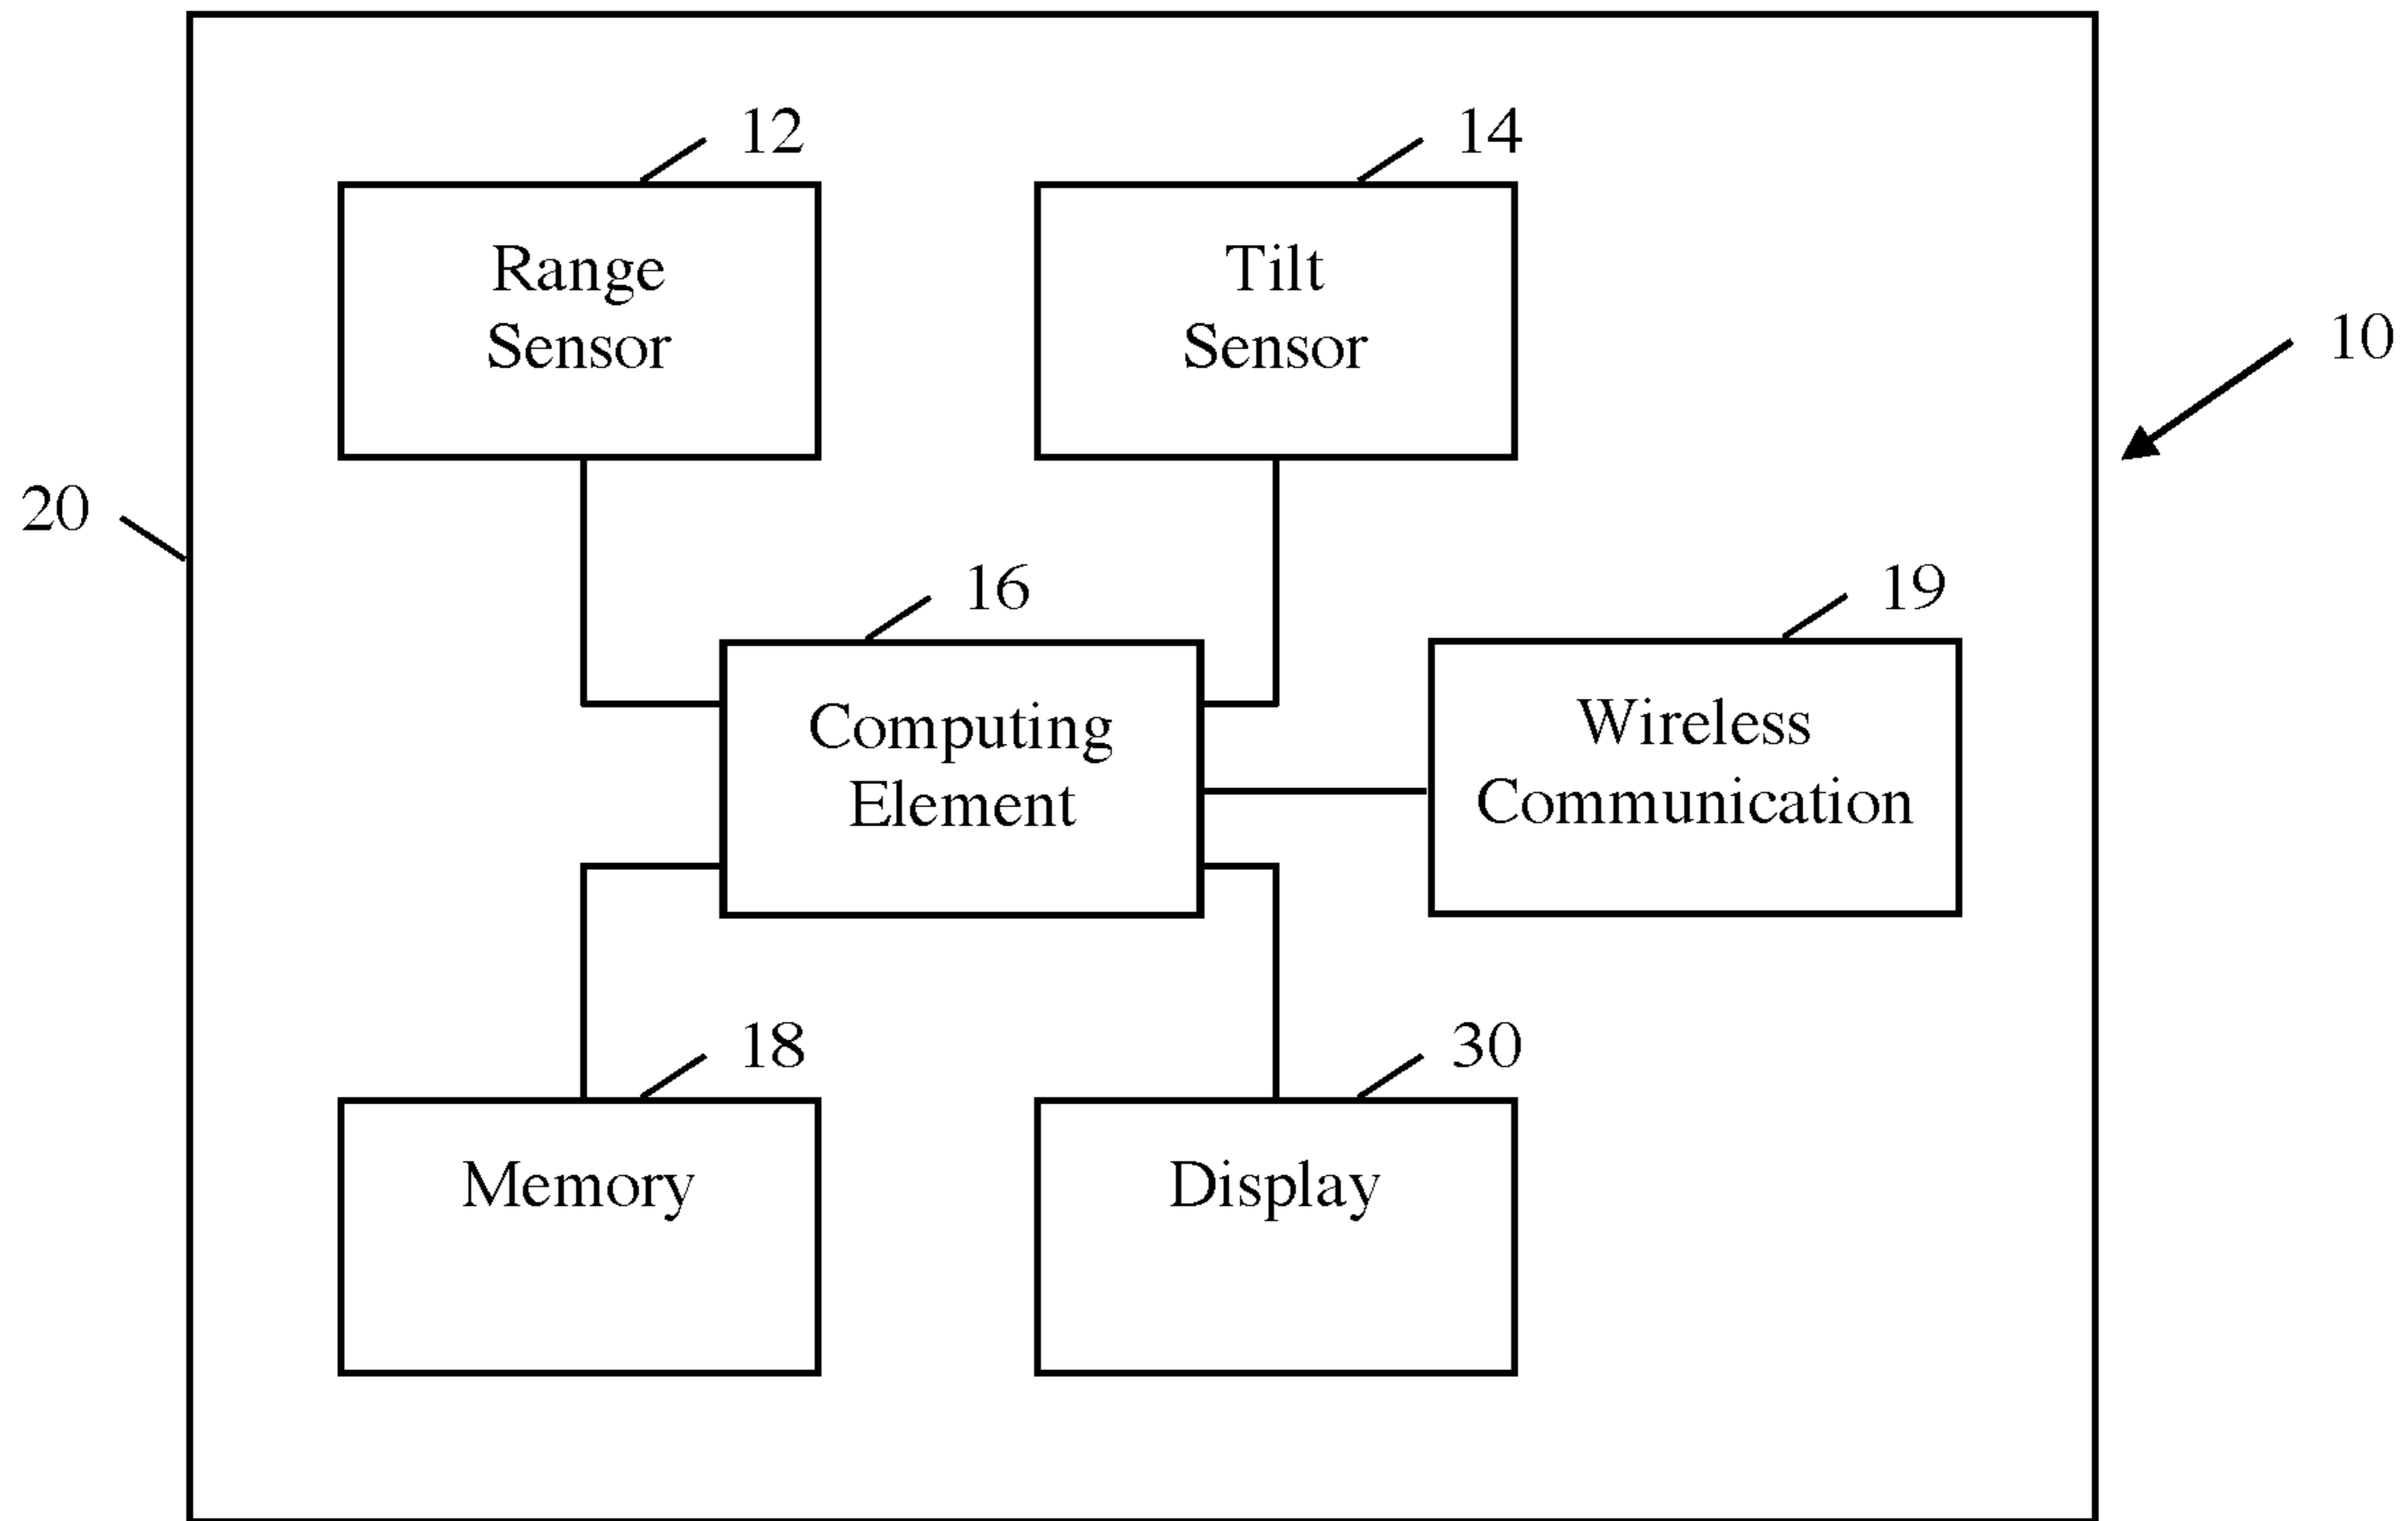 12
14
Range
Sensor
Tilt
Sensor
10
20
16
19
Computing
Element
Wireless
Communication
18
30
Memory
Display